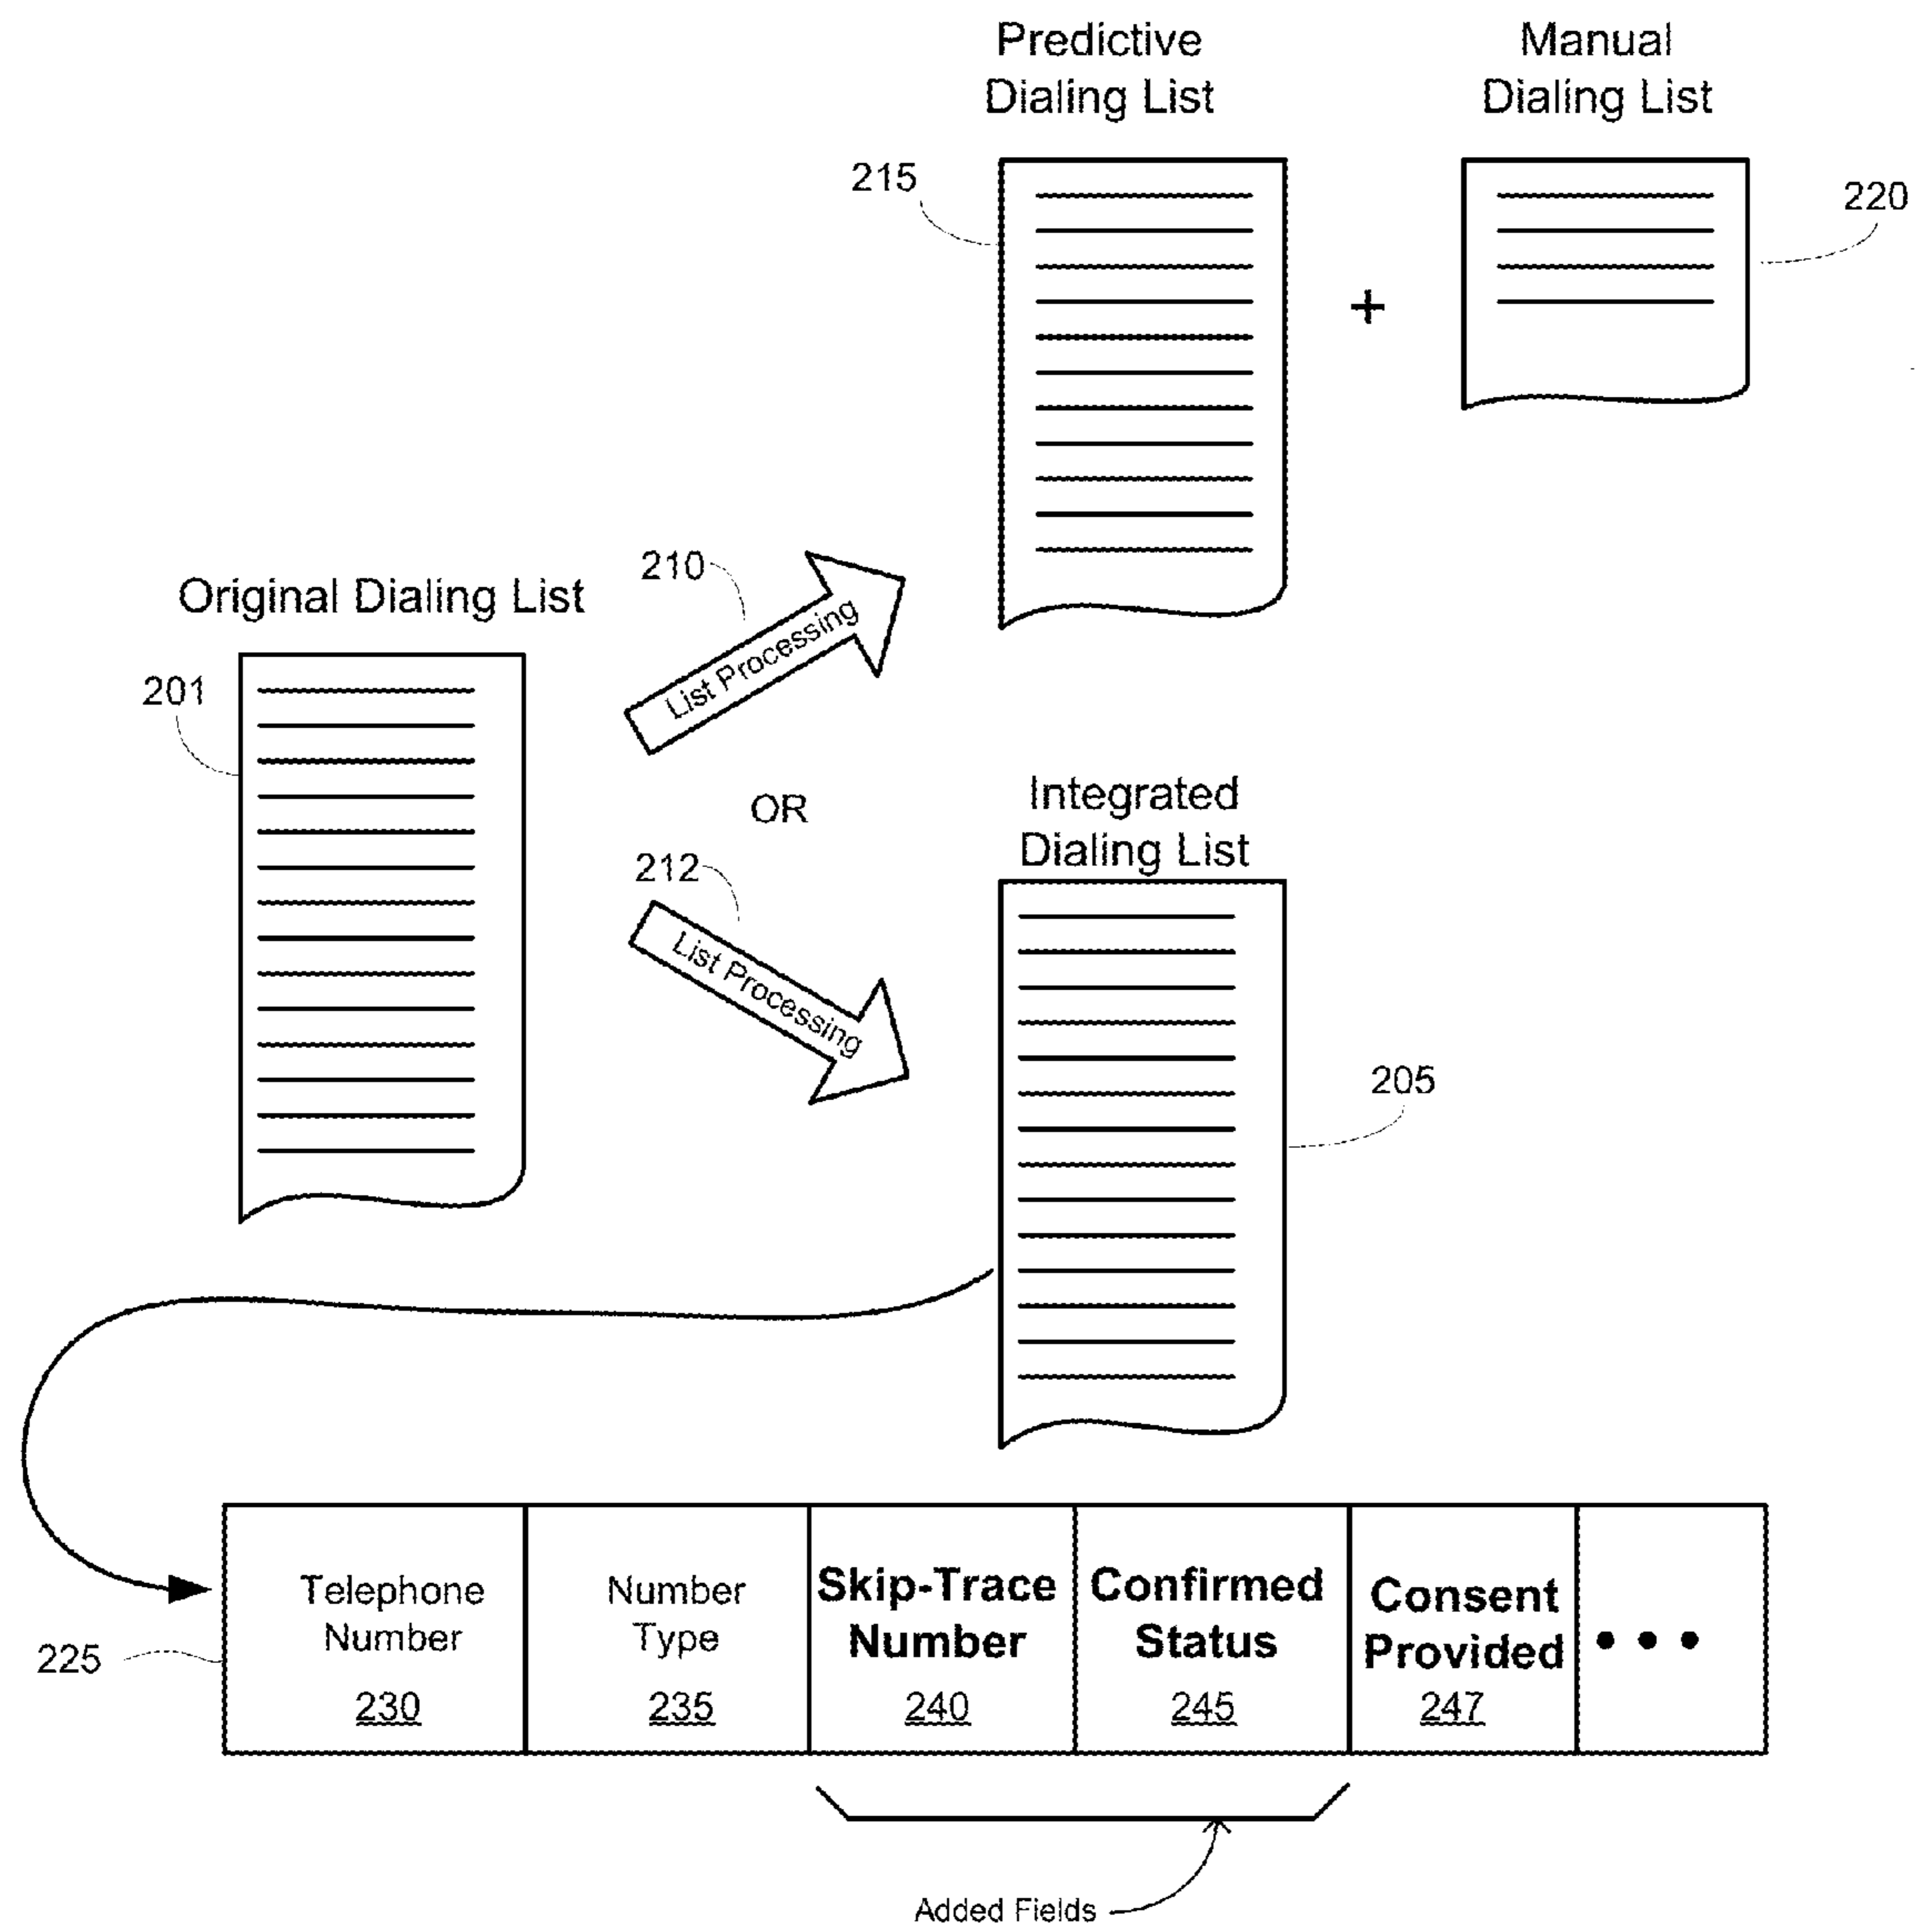 Predictive
Dialing List
Manual
Dialing List
215
220
+
210
List Processing
Original Dialing List
201
OR
Integrated
Dialing List
212
List Processing
205
Telephone
Number
230
Number
Type
235
Skip-Trace
Number
240
Confirmed
Status
245
Consent
Provided
247
• • •
225
Added Fields